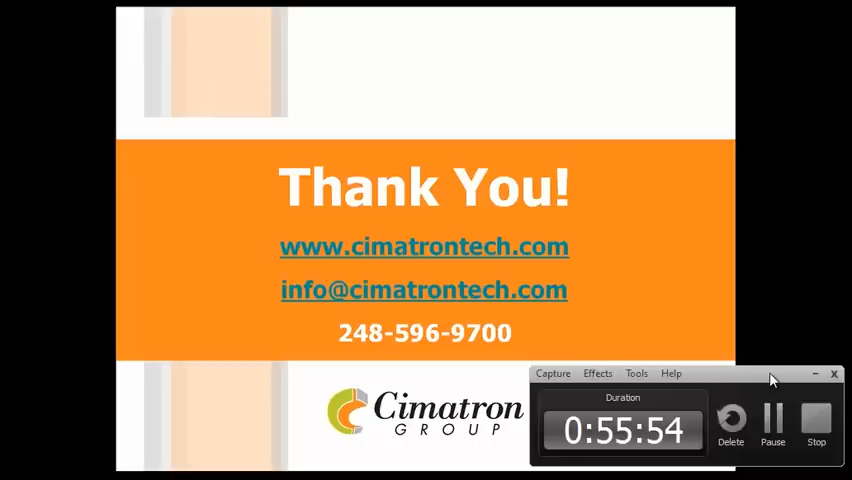 Thank You!
www.cimatrontech.com
info@cimatrontech.com
248-596-9700
Cimatron
GROUP
Capture Effects Tools Help
Duration
0:55:54
Delete Pause Stop